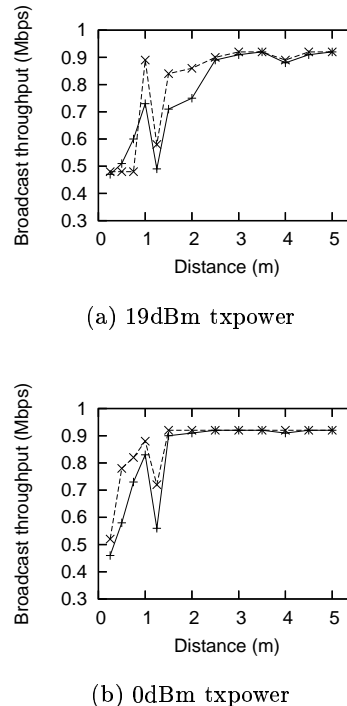 Broadcast throughput (Mbps)
1
0.9
0.8
0.7
0.6
0.5
0.4
0.3
0 1 2 3 4 5
Distance (m)
(a) 19dBm txpower
Broadcast throughput (Mbps)
1
0.9
0.8
0.7
0.6
0.5
0.4
0.3
0 1 2 3 4 5
Distance (m)
(b) 0dBm txpower